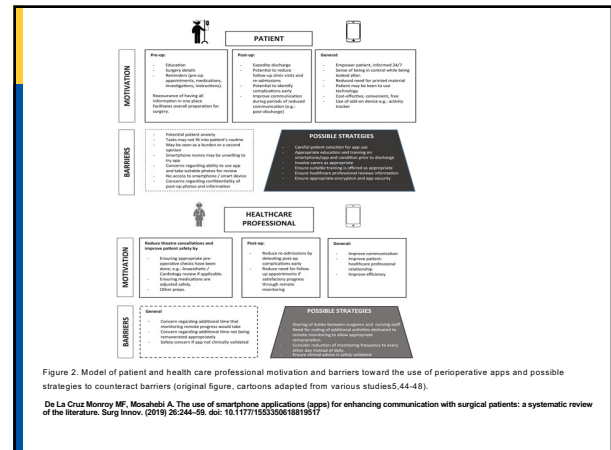 PATIENT
MOTIVATION
Pre-op:
- Education
- Surgery details
- Reminders (pre-op
appointments, medications,
investigations, instructions).
Reassurance of having all
information in one place
Facilitates overall preparation for
surgery.
Post-op:
- Expedite discharge
- Potential to reduce
follow-up clinic visits and
re-admissions
- Potential to identify
complications early
- Improve communication
during periods of reduced
communication (e.g.:
post-discharge)
General:
- Empower patient, informed 24/7
- Sense of being in control while being
looked after.
- Reduced need for printed material
- Patient may be keen to use
technology
- Cost-effective, convenient, free
- Use of add-on device e.g.: activity
tracker
BARRIERS
- Potential patient anxiety
- Tasks may not fit into patient's routine
- May be seen as a burden or a second
opinion
- Smartphone novice may be unwilling to
try app
- Concerns regarding ability to use app
and take suitable photos for review
- No access to smartphone / smart device
- Concerns regarding confidentiality of
post-op photos and information
POSSIBLE STRATEGIES
- Careful patient selection for app use
- Appropriate education and training on
smartphone/app and condition prior to discharge
- Involve carers as appropriate
- Ensure suitable training is offered as appropriate
- Ensure healthcare professional reviews information
- Ensure appropriate encryption and app security
HEALTHCARE
PROFESSIONAL
MOTIVATION
Reduce theatre cancellations and
improve patient safety by
- Ensuring appropriate pre-
operative checks have been
done, e.g.: Anaesthetic /
Cardiology review if applicable.
- Ensuring medications are
adjusted safely.
- Other preps.
Post-op:
- Reduce re-admissions by
detecting post-op
complications early
- Reduce need for follow
up appointments if
satisfactory progress
through remote
monitoring
General:
- Improve communication
- Improve patient-
healthcare professional
relationship
- Improve efficiency
BARRIERS
General
- Concern regarding additional time that
monitoring remote progress would take
- Concern regarding additional time not being
remunerated appropriately
- Safety concern if app not clinically validated
POSSIBLE STRATEGIES
- Sharing of duties between surgeons and nursing staff
- Need for coding of additional activities dedicated to
remote monitoring to allow appropriate
remuneration.
- Consider reduction of monitoring frequency to every
other day instead of daily.
- Ensure clinical advice is safely validated
Figure 2. Model of patient and health care professional motivation and barriers toward the use of perioperative apps and possible
strategies to counteract barriers (original figure, cartoons adapted from various studies5,44-48).
De La Cruz Monroy MF, Mosahebi A. The use of smartphone applications (apps) for enhancing communication with surgical patients: a systematic review
of the literature. Surg Innov. (2019) 26:244–59. doi: 10.1177/1553350618819517